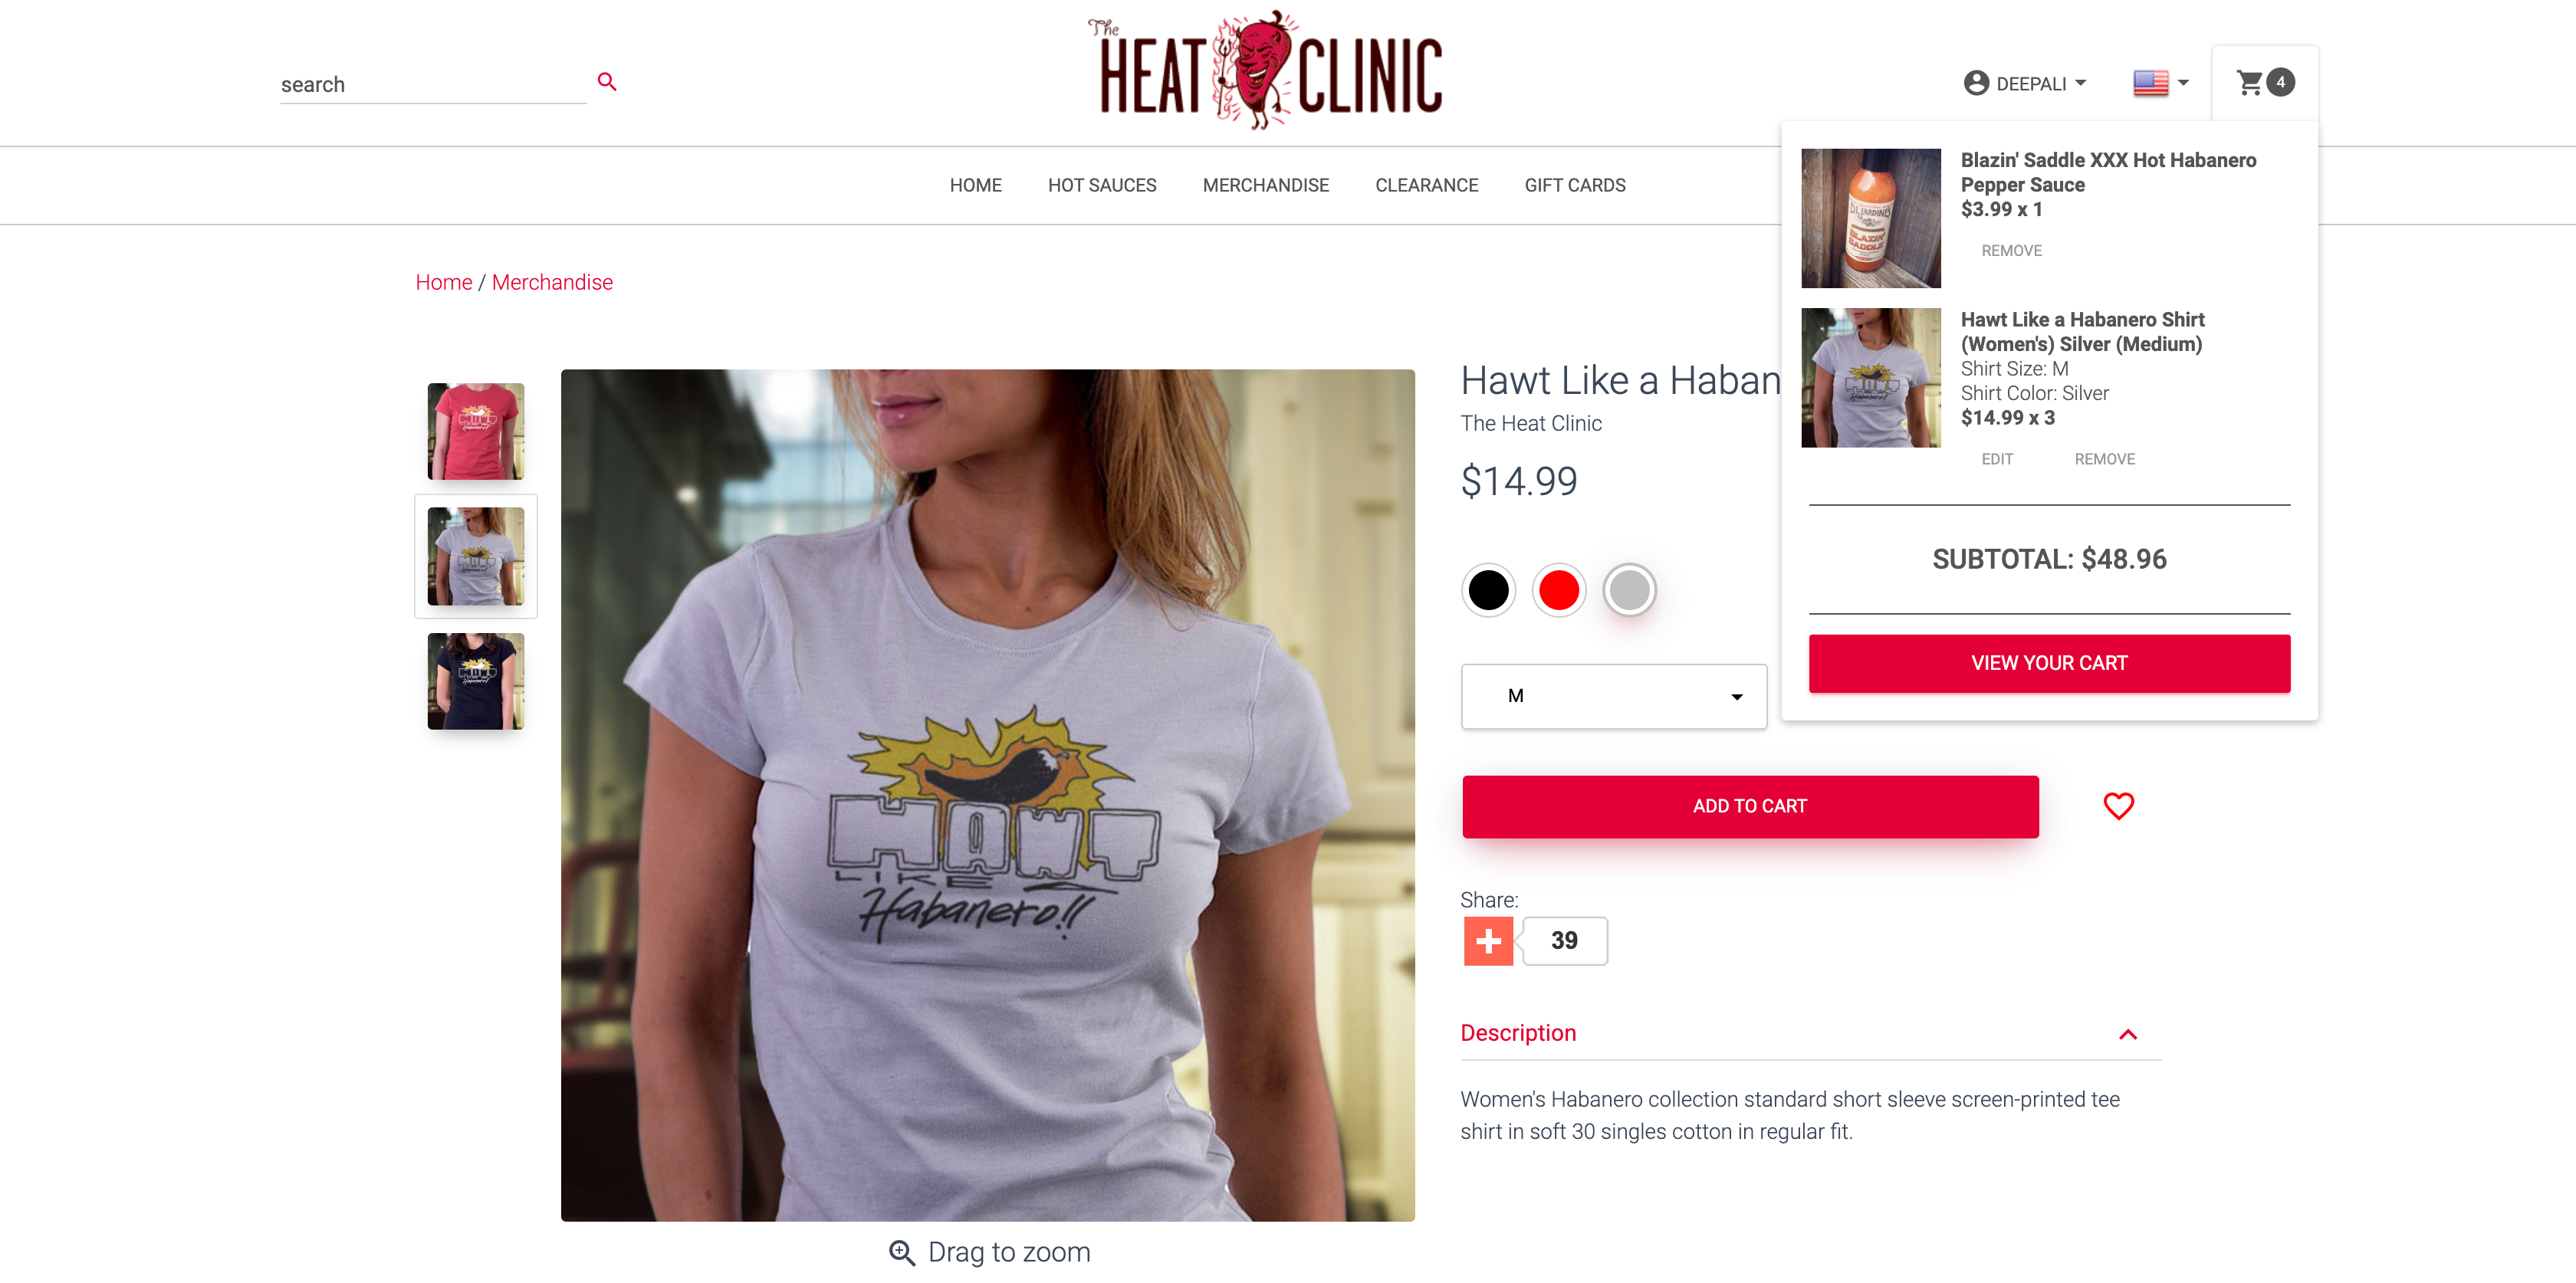 search
The
HEAT CLINIC
DEEPALI
4
HOME
HOT SAUCES
MERCHANDISE
CLEARANCE
GIFT CARDS
Home / Merchandise
HAWT
LIKE A
Habanero!!
Drag to zoom
Hawt Like a Haban
The Heat Clinic
$14.99
M
ADD TO CART
Share:
39
Description
Women's Habanero collection standard short sleeve screen-printed tee
shirt in soft 30 singles cotton in regular fit.
Blazin' Saddle XXX Hot Habanero
Pepper Sauce
$3.99 x 1
REMOVE
BLAZIN'
SADDLE
Hawt Like a Habanero Shirt
(Women's) Silver (Medium)
Shirt Size: M
Shirt Color: Silver
$14.99 x 3
EDIT
REMOVE
SUBTOTAL: $48.96
VIEW YOUR CART